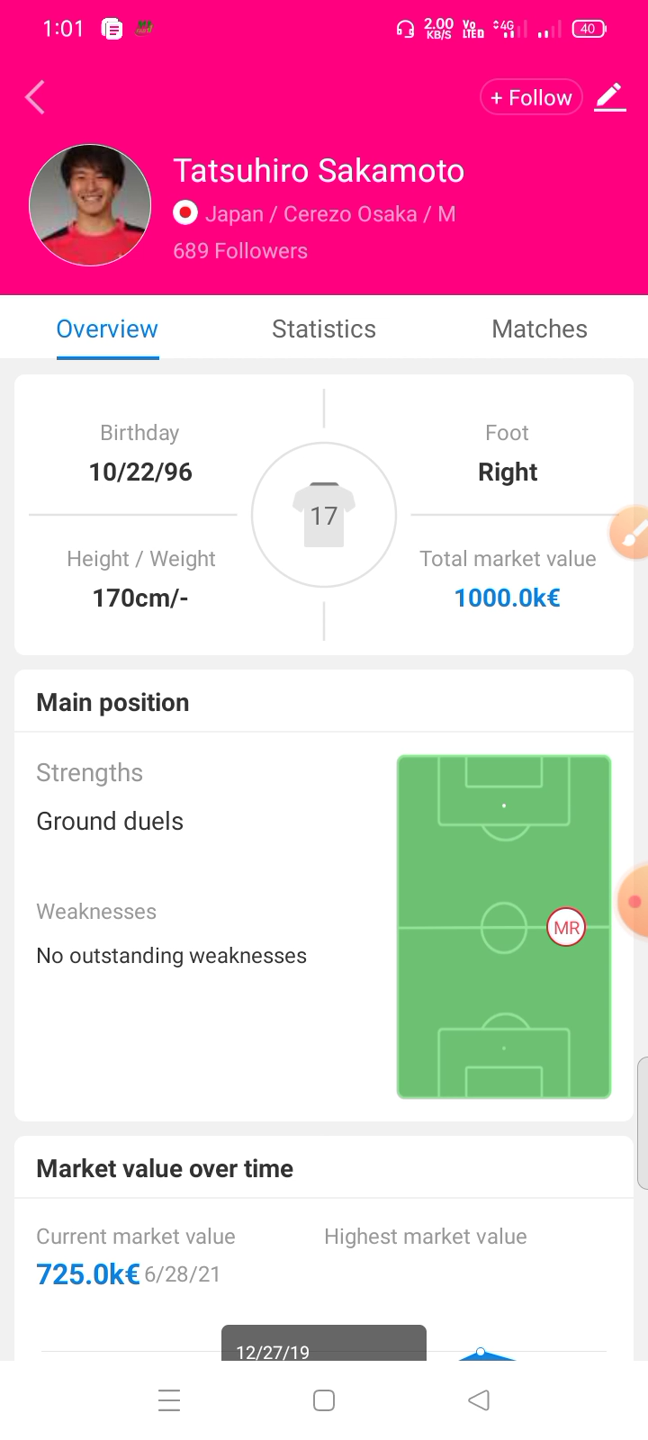 1:01 2.00 KB/S Vo LTED 4G 40
+ Follow
Tatsuhiro Sakamoto
Japan / Cerezo Osaka / M
689 Followers
Overview Statistics Matches
Birthday
10/22/96
Foot
Right
17
Height / Weight
170cm/-
Total market value
1000.0k€
Main position
Strengths
Ground duels
Weaknesses
No outstanding weaknesses
MR
Market value over time
Current market value Highest market value
725.0k€ 6/28/21
12/27/19